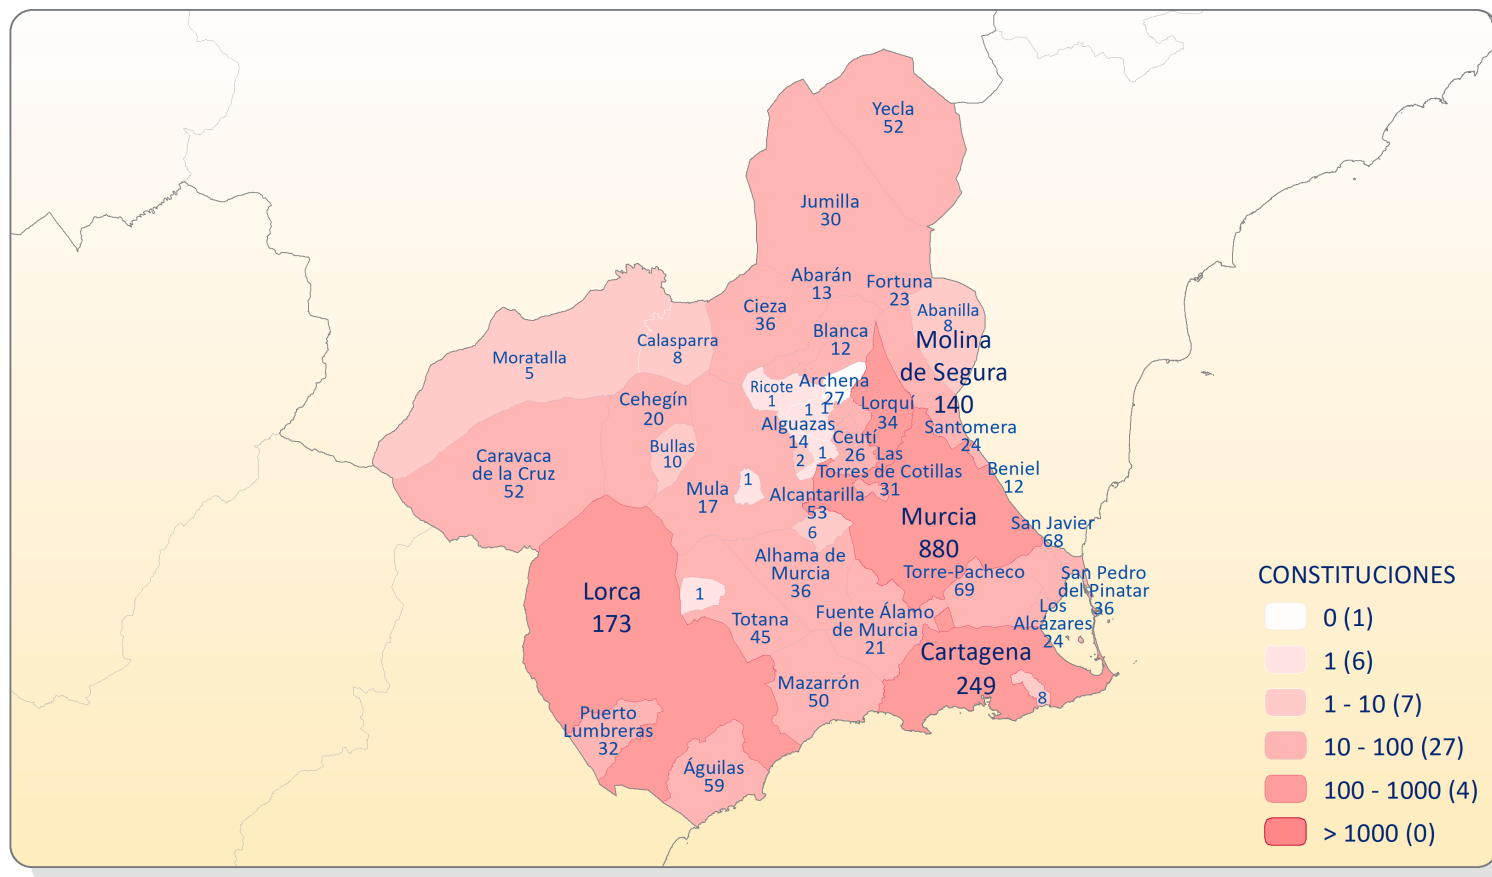 Yecla
52
Jumilla
30
Abarán
13
Fortuna
23
Cieza
36
Abanilla
8
Blanca
12
Molina
de Segura
140
Calasparra
8
Moratalla
5
Ricote
1
Archena
27
1
1
Lorquí
34
Cehegín
20
Alguazas
14
Ceutí
26
Santomera
24
Bullas
10
2
1
Las
Torres de Cotillas
31
Caravaca
de la Cruz
52
Beniel
12
Mula
17
1
Alcantarilla
53
6
Murcia
880
San Javier
68
Alhama de
Murcia
36
Torre-Pacheco
69
San Pedro
del Pinatar
36
Lorca
173
1
Totana
45
Fuente Álamo
de Murcia
21
Los
Alcázares
24
Cartagena
249
8
Mazarrón
50
Puerto
Lumbreras
32
Águilas
59
CONSTITUCIONES
0 (1)
1 (6)
1 - 10 (7)
10 - 100 (27)
100 - 1000 (4)
> 1000 (0)